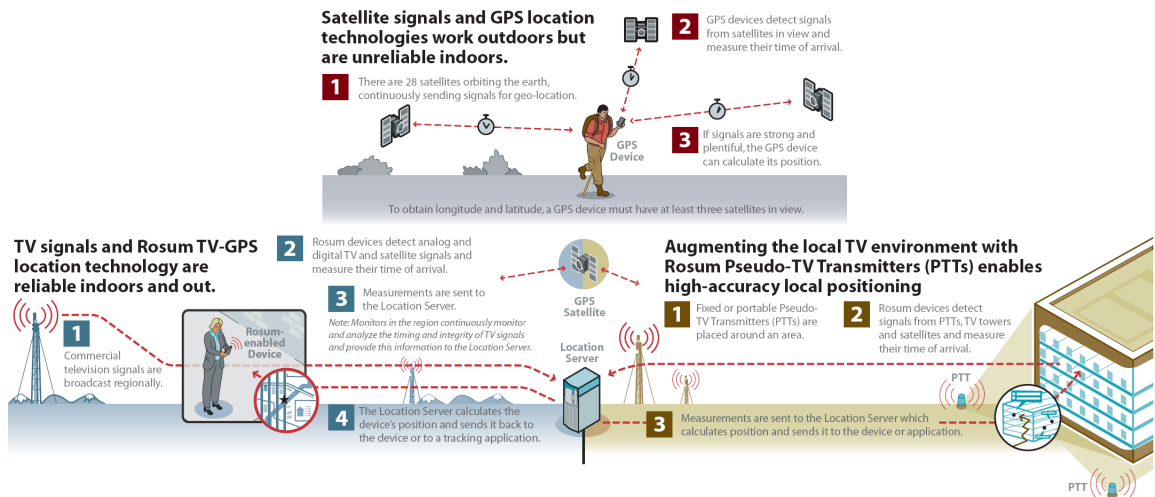 Satellite signals and GPS location
technologies work outdoors but
are unreliable indoors.
1
There are 28 satellites orbiting the earth,
continuously sending signals for geo-location.
2
GPS devices detect signals
from satellites in view and
measure their time of arrival.
GPS
Device
3
If signals are strong and
plentiful, the GPS device
can calculate its position.
To obtain longitude and latitude, a GPS device must have at least three satellites in view.
TV signals and Rosum TV-GPS
location technology are
reliable indoors and out.
1
Commercial
television signals are
broadcast regionally.
Rosum-
enabled
Device
2
Rosum devices detect analog and
digital TV and satellite signals and
measure their time of arrival.
3
Measurements are sent to
the Location Server.
Note: Monitors in the region continuously monitor
and analyze the timing and integrity of TV signals
and provide this information to the Location Server.
4
The Location Server calculates the
device's position and sends it back to
the device or to a tracking application.
GPS
Satellite
Location
Server
Augmenting the local TV environment with
Rosum Pseudo-TV Transmitters (PTTs) enables
high-accuracy local positioning
1
Fixed or portable Pseudo-
TV Transmitters (PTTs) are
placed around an area.
2
Rosum devices detect
signals from PTTs, TV towers
and satellites and measure
their time of arrival.
PTT
3
Measurements are sent to the Location Server which
calculates position and sends it to the device or application.
PTT